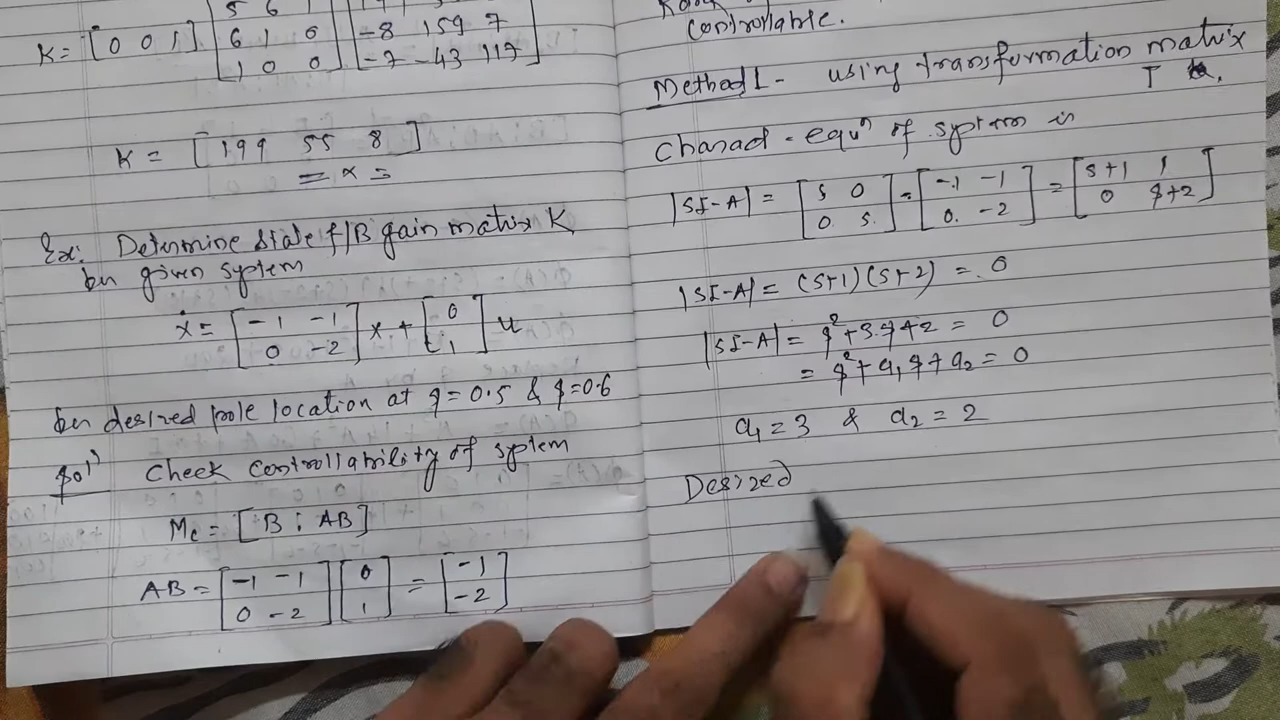 5 6 1
K = [0 0 1] [6 1 0] [-8 159 7]
1 0 0 -7 -43 117
K = [199 55 8]
= x =
Ex: Determine state f/B gain matrix K
for given system
ẋ = [-1 -1 0 -2] x + [0 1] u
for desired pole location at s = 0.5 & s = 0.6
Sol^n Check controllability of system
Mc = [B : AB]
AB = [-1 -1 0 -2] [0 1] = [-1 -2]
controllable.
Method 1 - using transformation matrix
T
Charact - equ^n of system is
|SI-A| = [S 0 0 S] - [-1 -1 0 -2] = [S+1 1 0 S+2]
|SI-A| = (S+1)(S+2) = 0
|SI-A| = S²+3S+2 = 0
= S²+a₁S+a₂ = 0
a₁ = 3 & a₂ = 2
Desired